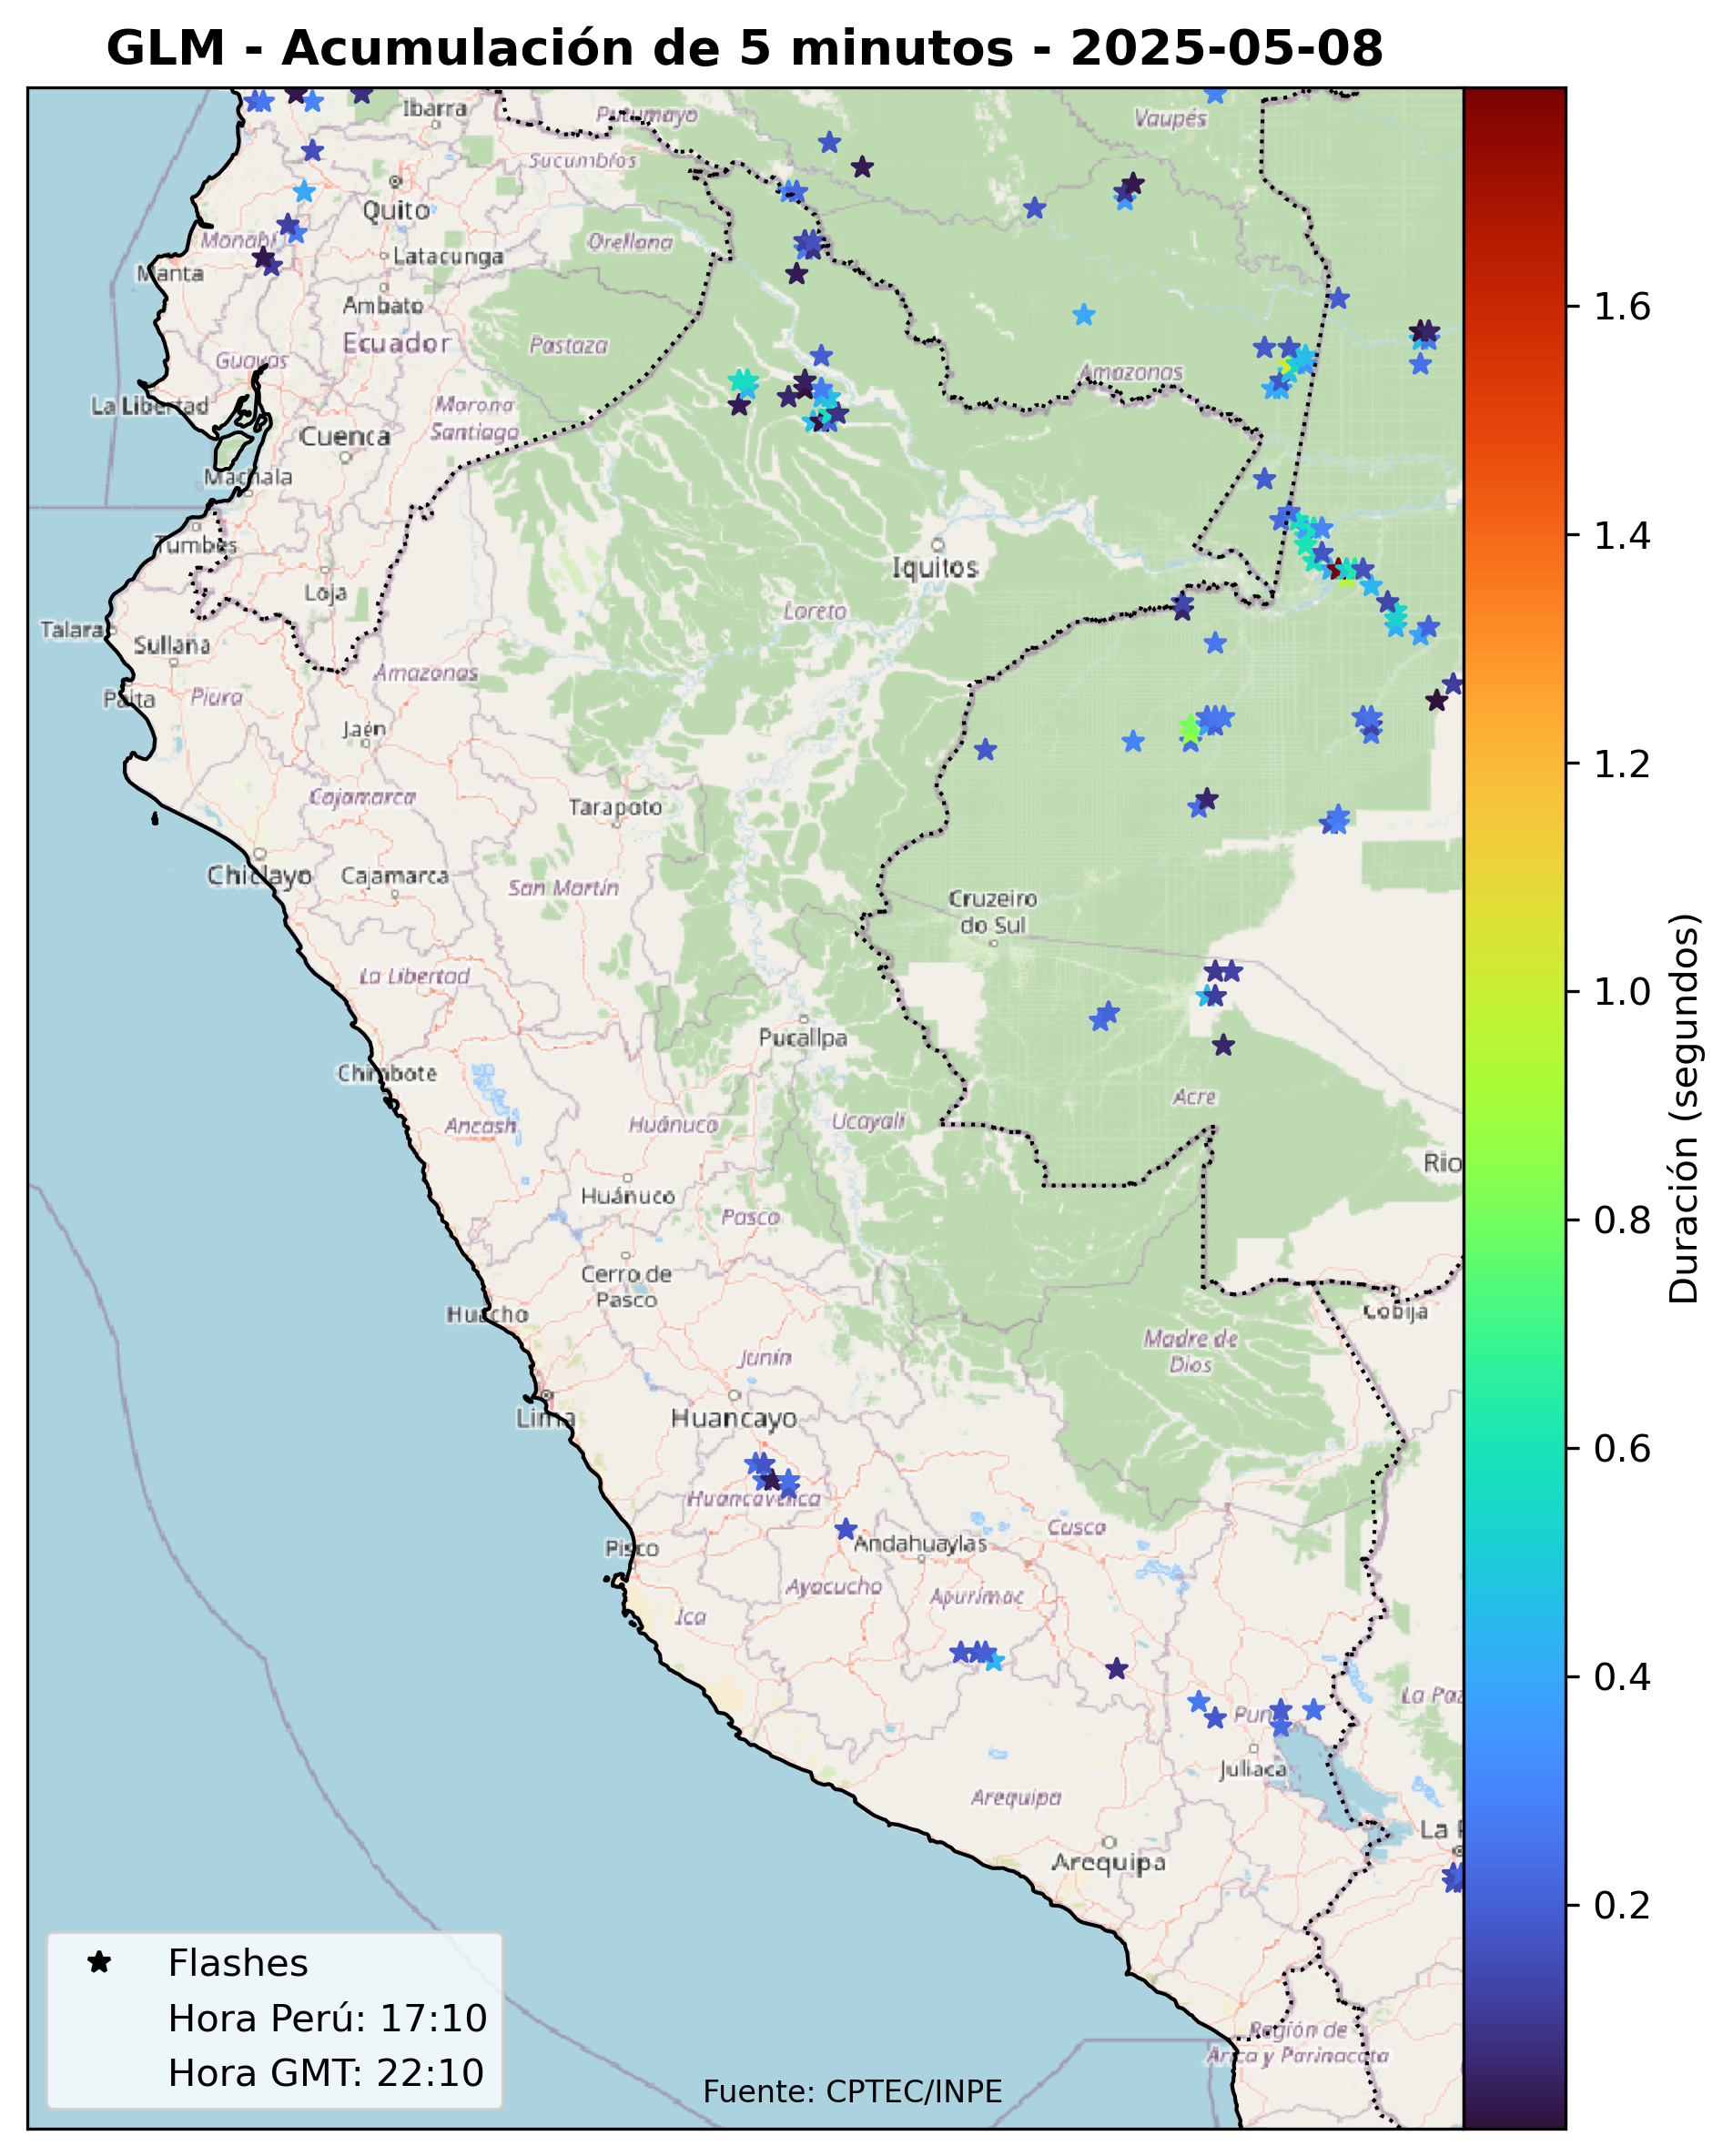 GLM - Acumulación de 5 minutos - 2025-05-08
Ibarra
Putumayo
Vaupés
Sucumbíos
Quito
Manabí
Orellana
Latacunga
Manta
Ambato
Ecuador
Pastaza
Guayas
Amazonas
La Libertad
Morona
Santiago
Cuenca
Machala
Tumbes
Iquitos
Loja
Loreto
Talara
Sullana
Amazonas
Paita
Piura
Jaén
Cajamarca
Tarapoto
Chiclayo
Cajamarca
San Martín
Cruzeiro
do Sul
La Libertad
Pucallpa
Chimbote
Acre
Ancash
Huánuco
Ucayali
Rio
Huánuco
Pasco
Cerro de
Pasco
Huacho
Cobija
Madre de
Dios
Junín
Lima
Huancayo
Huancavelica
Cusco
Pisco
Andahuaylas
Ayacucho
Apurímac
Ica
La Paz
Puno
Juliaca
Arequipa
La P
Arequipa
Región de
Arica y Parinacota
Flashes
Hora Perú: 17:10
Hora GMT: 22:10
Fuente: CPTEC/INPE
1.6
1.4
1.2
1.0
0.8
0.6
0.4
0.2
Duración (segundos)